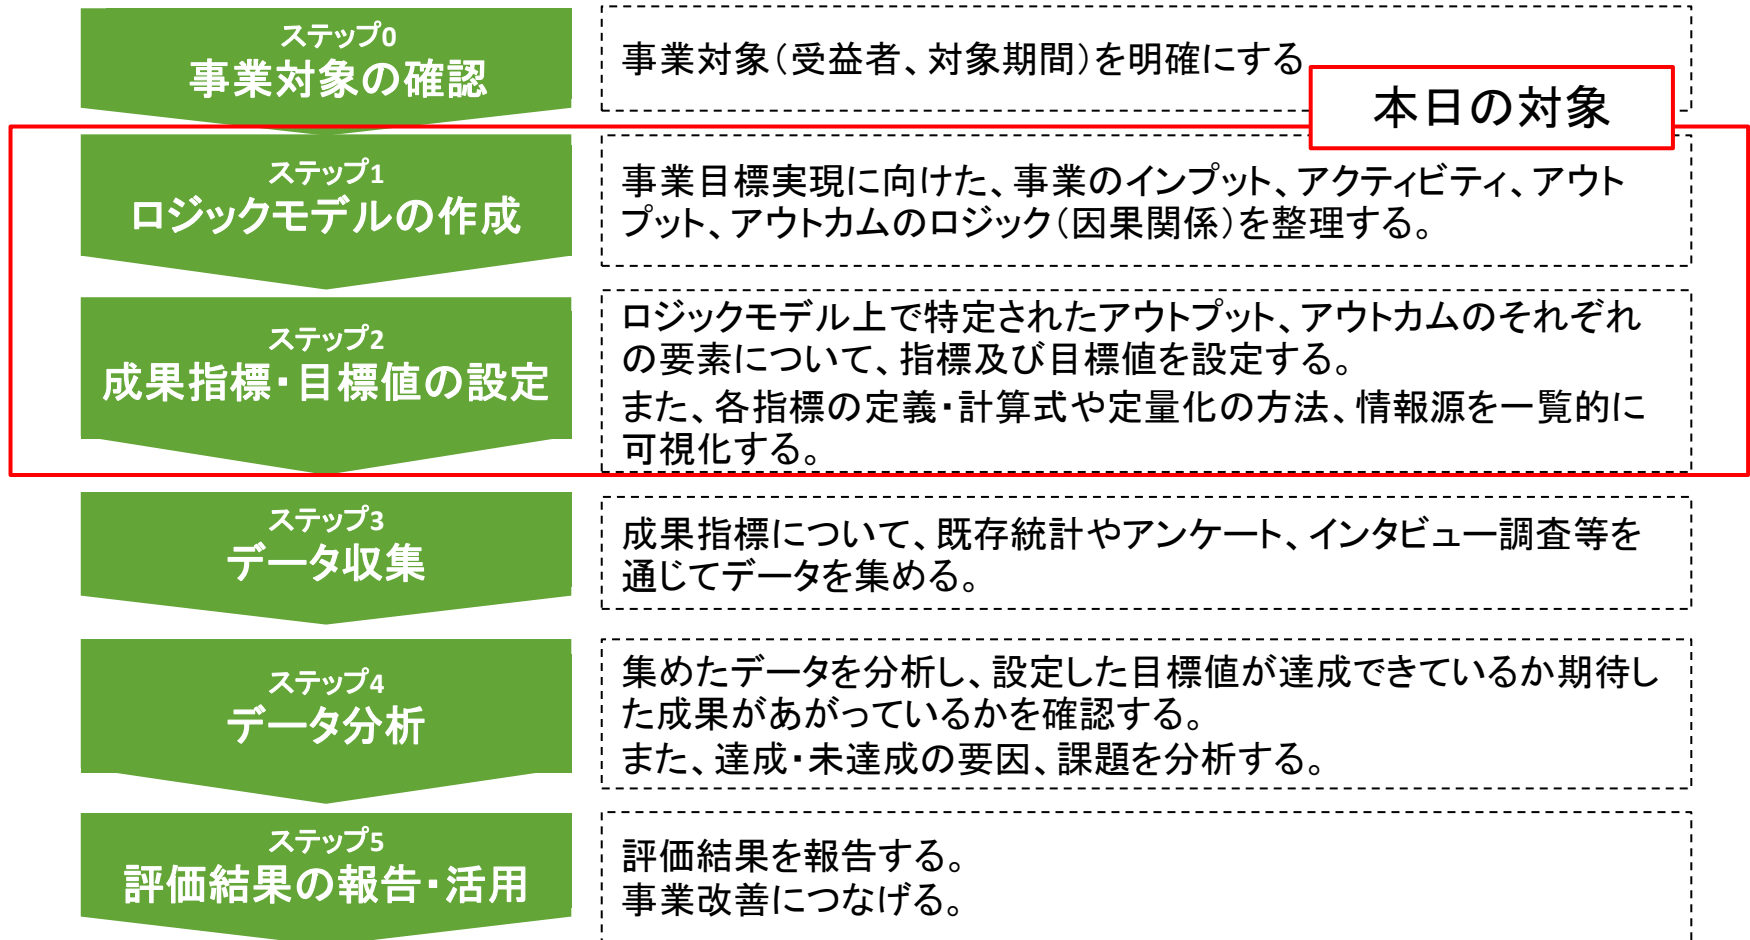 ステップ0
事業対象の確認
事業対象（受益者、対象期間）を明確にする
本日の対象
ステップ1
ロジックモデルの作成
事業目標実現に向けた、事業のインプット、アクティビティ、アウト
プット、アウトカムのロジック（因果関係）を整理する。
ステップ2
成果指標・目標値の設定
ロジックモデル上で特定されたアウトプット、アウトカムのそれぞれ
の要素について、指標及び目標値を設定する。
また、各指標の定義・計算式や定量化の方法、情報源を一覧的に
可視化する。
ステップ3
データ収集
成果指標について、既存統計やアンケート、インタビュー調査等を
通じてデータを集める。
ステップ4
データ分析
集めたデータを分析し、設定した目標値が達成できているか期待し
た成果があがっているかを確認する。
また、達成・未達成の要因、課題を分析する。
ステップ5
評価結果の報告・活用
評価結果を報告する。
事業改善につなげる。